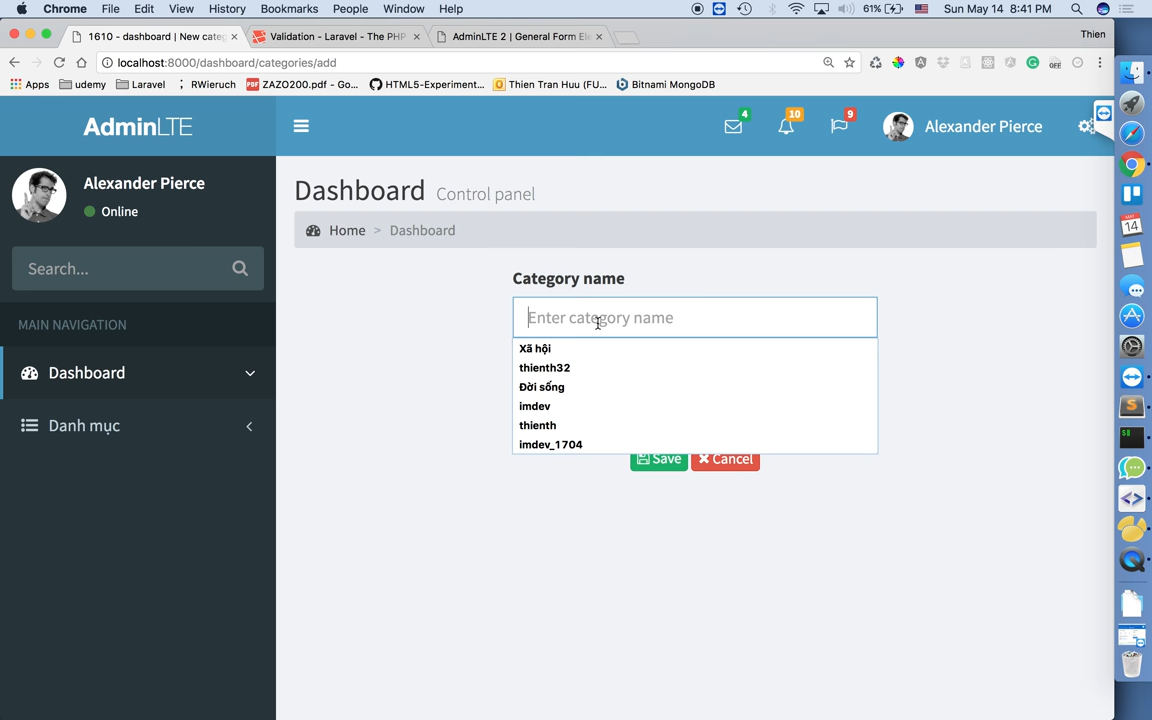 Chrome File Edit View History Bookmarks People Window Help 61% Sun May 14 8:41 PM
1610 - dashboard | New categ Validation - Laravel - The PHP AdminLTE 2 | General Form Ele Thien
localhost:8000/dashboard/categories/add
Apps udemy Laravel RWieruch ZAZO200.pdf - Go... HTML5-Experiment... Thien Tran Huu (FU... Bitnami MongoDB
AdminLTE
4 10 9 Alexander Pierce
Alexander Pierce
Online
Search...
MAIN NAVIGATION
Dashboard
Danh mục
Dashboard Control panel
Home > Dashboard
Category name
Enter category name
Xã hội
thienth32
Đời sống
imdev
thienth
imdev_1704
Save Cancel